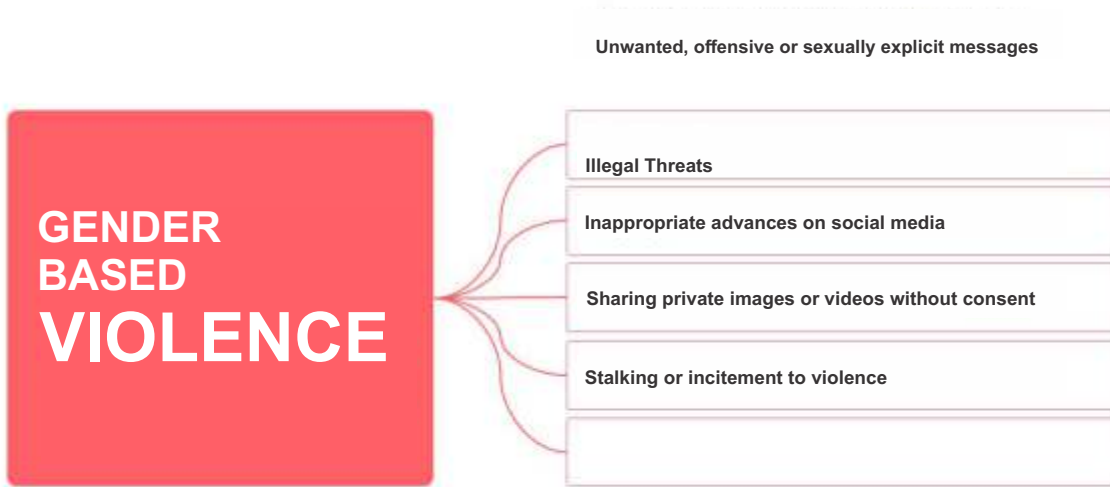 Unwanted, offensive or sexually explicit messages
GENDER
BASED
VIOLENCE
Illegal Threats
Inappropriate advances on social media
Sharing private images or videos without consent
Stalking or incitement to violence